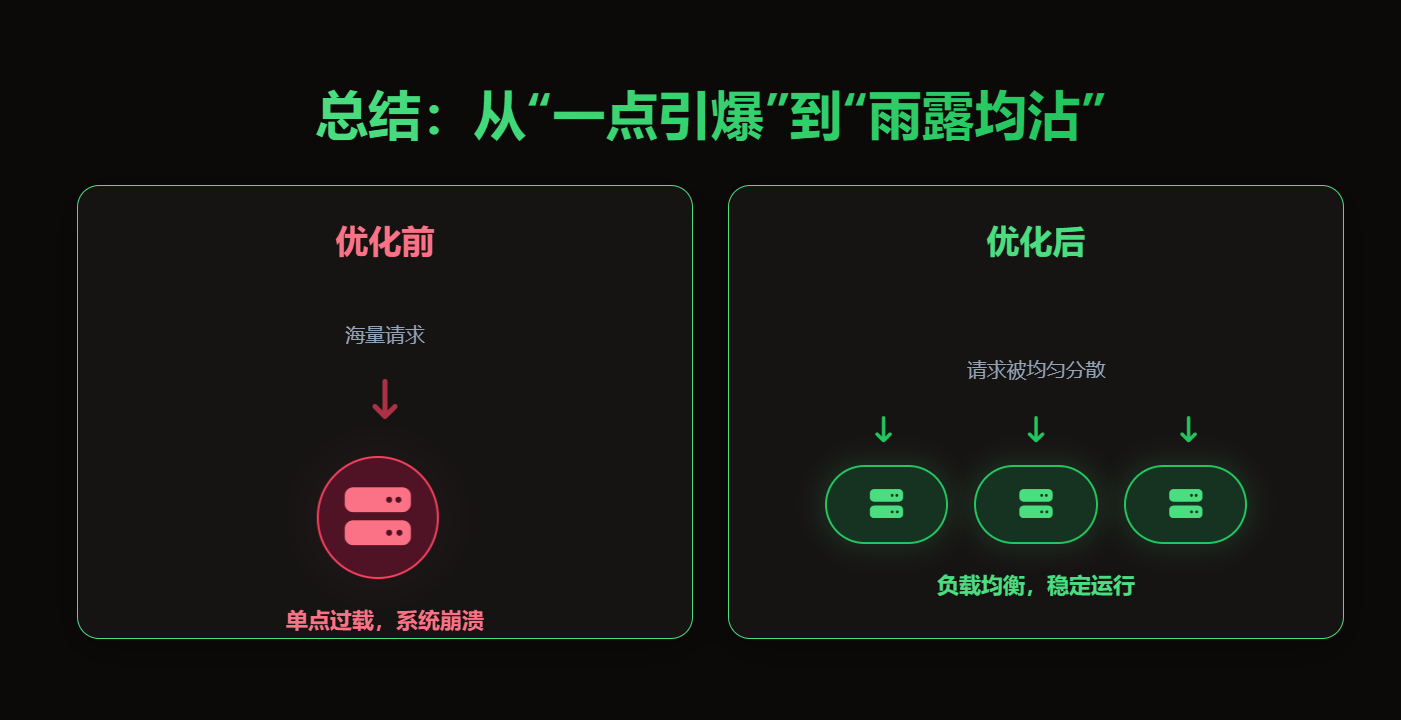 总结：从“一点引爆”到“雨露均沾”
优化前
海量请求
单点过载，系统崩溃
优化后
请求被均匀分散
负载均衡，稳定运行